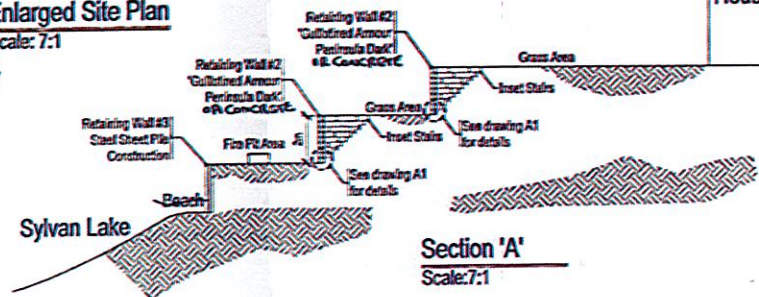 Enlarged Site Plan
Scale: 7:1
Retaining Wall #2
"Guillotined Armour
Peninsula Dark"
OR CONCRETE
Retaining Wall #2
"Guillotined Armour
Peninsula Dark"
OR CONCRETE
Grass Area
Inset Stairs
Grass Area
Inset Stairs
See drawing A1
for details
Retaining Wall #3
Steel Sheet Pile
Construction
Fire Pit Area
See drawing A1
for details
Beach
Sylvan Lake
Section 'A'
Scale:7:1